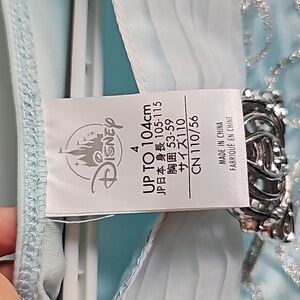 Disney
4
UP TO 104cm
JP日本 身長 105-115
胸囲 53-59
サイズ110
CN 110/56
MADE IN CHINA
FABRIQUÉ EN CHINE